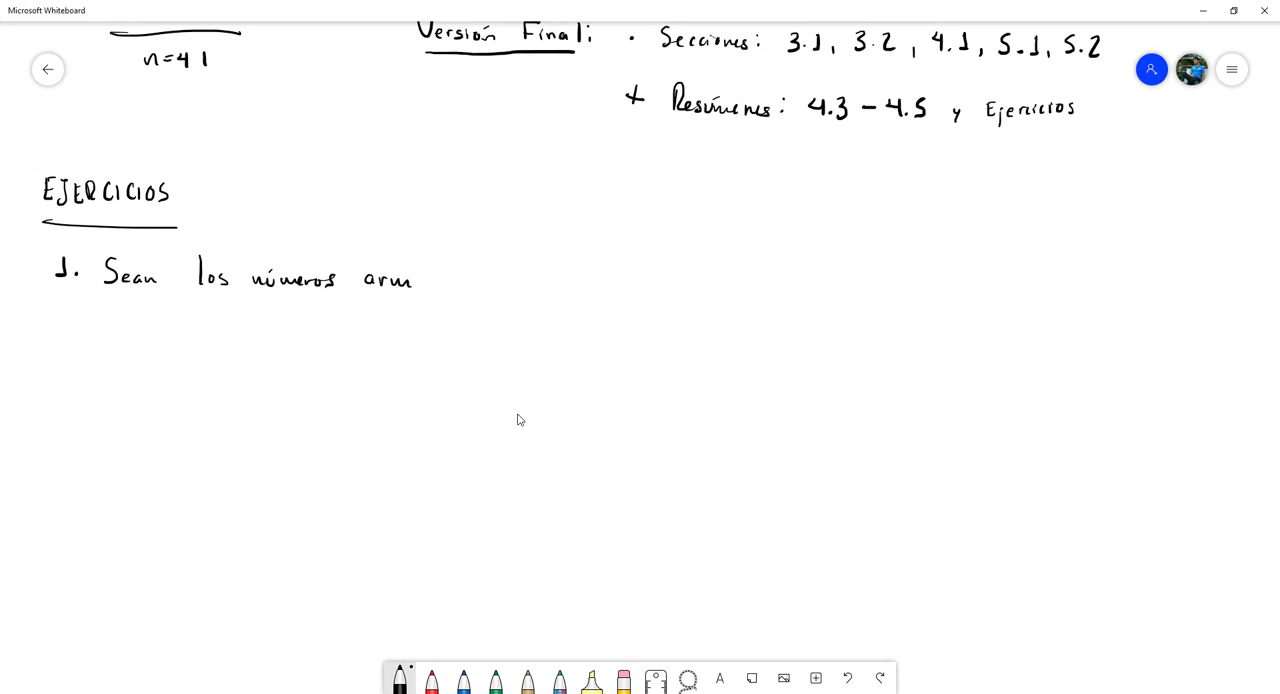 Microsoft Whiteboard
Versión Final: • Secciones: 3.1, 3.2, 4.1, 5.1, 5.2
n=41
+ Resúmenes: 4.3 - 4.5 y Ejercicios
EJERCICIOS
1. Sean los números arm